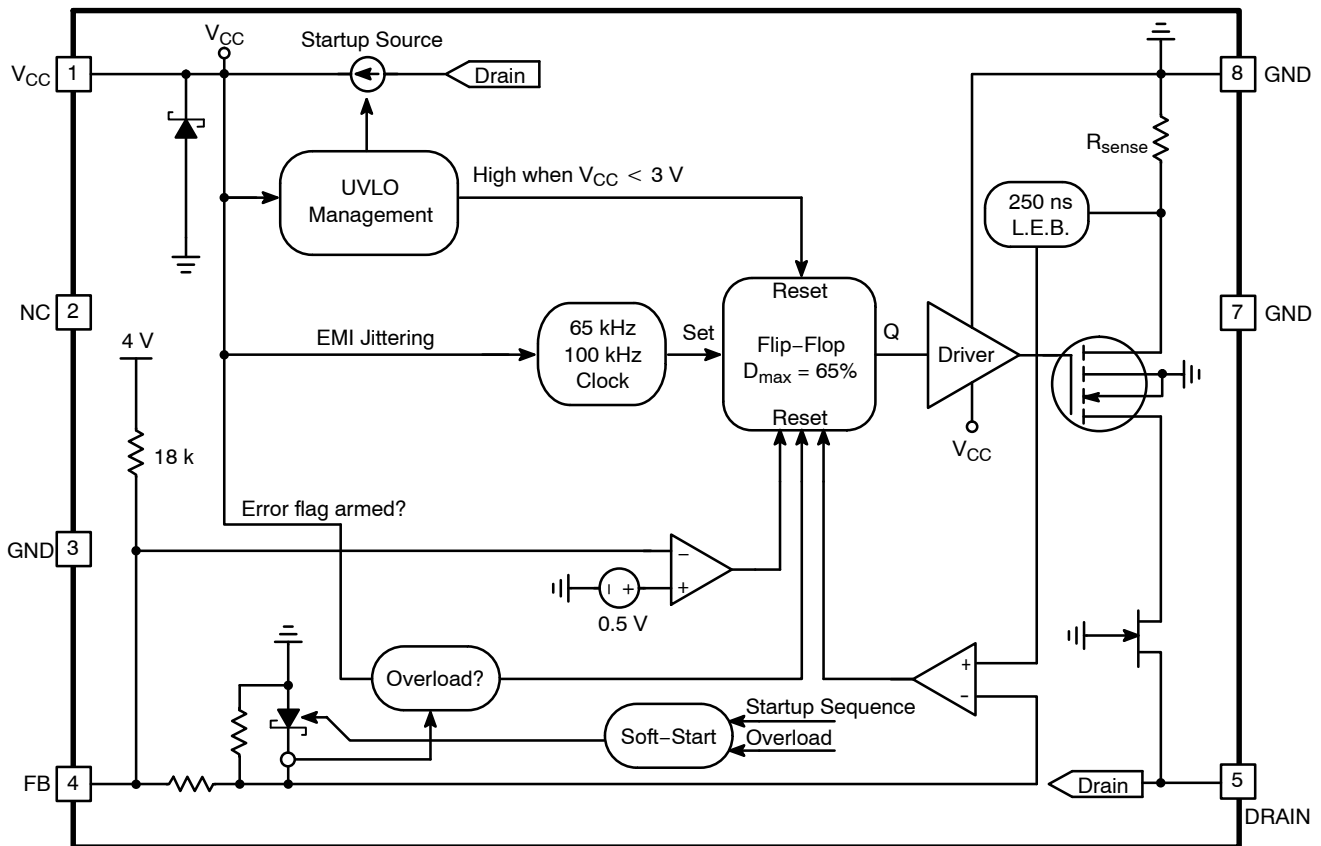 VCC
Startup Source
VCC 1
Drain
8 GND
Rsense
UVLO
Management
High when VCC < 3 V
250 ns
L.E.B.
Reset
NC 2
7 GND
4 V
EMI Jittering
65 kHz
100 kHz
Clock
Set
Flip−Flop
Dmax = 65%
Q
Driver
Reset
VCC
18 k
Error flag armed?
GND 3
−
+
− +
0.5 V
Overload?
+
−
Soft−Start
Startup Sequence
Overload
FB 4
Drain
5
DRAIN